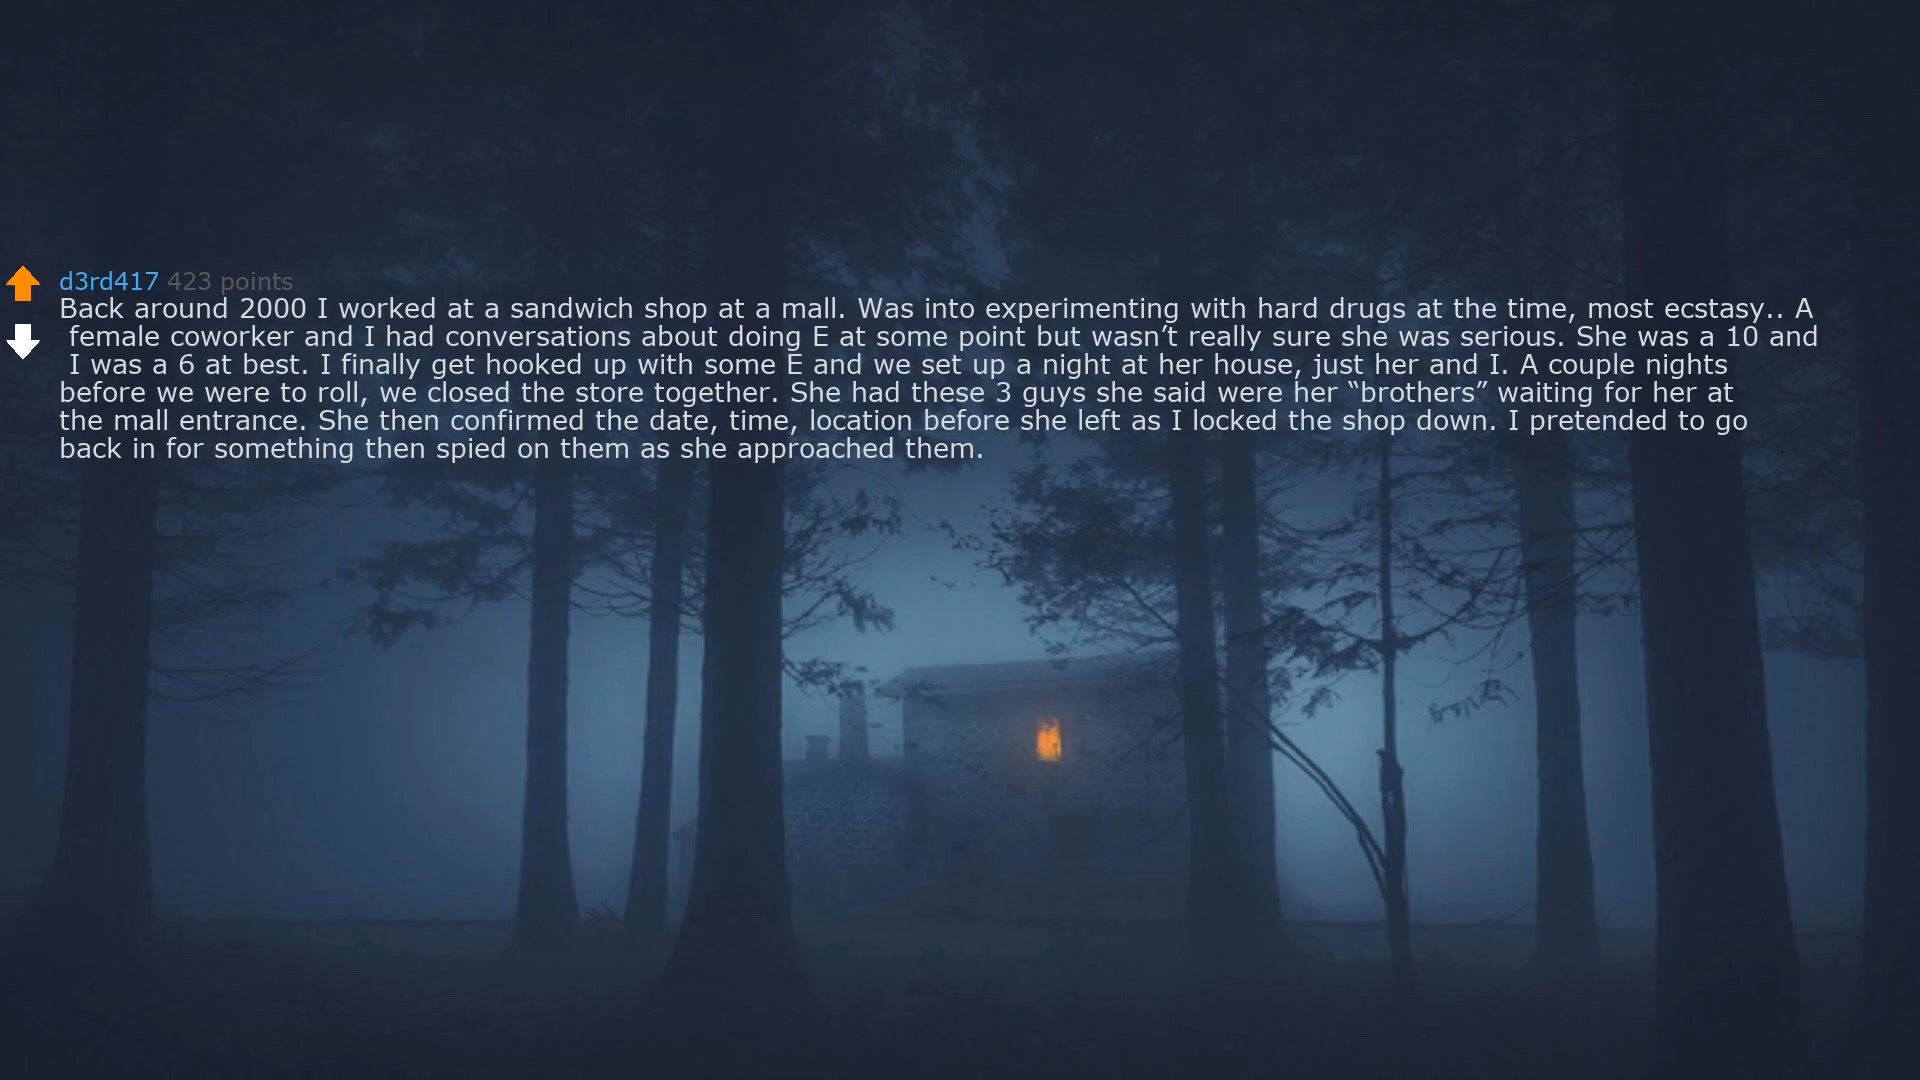 d3rd417 423 points
Back around 2000 I worked at a sandwich shop at a mall. Was into experimenting with hard drugs at the time, most ecstasy.. A
female coworker and I had conversations about doing E at some point but wasn’t really sure she was serious. She was a 10 and
I was a 6 at best. I finally get hooked up with some E and we set up a night at her house, just her and I. A couple nights
before we were to roll, we closed the store together. She had these 3 guys she said were her “brothers” waiting for her at
the mall entrance. She then confirmed the date, time, location before she left as I locked the shop down. I pretended to go
back in for something then spied on them as she approached them.